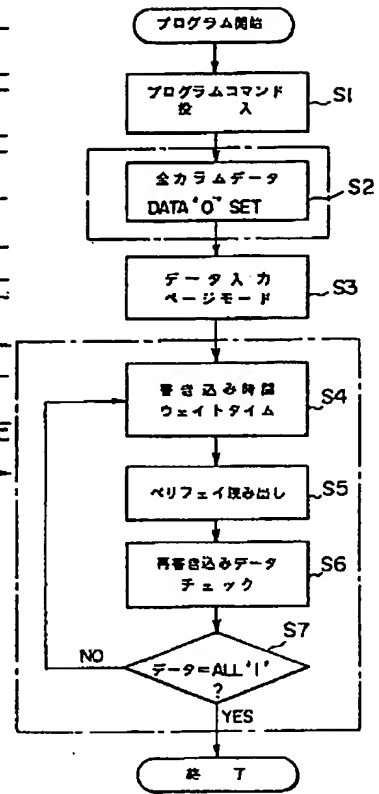 プログラム開始
プログラムコマンド
投 入
S1
全カラムデータ
DATA "0" SET
S2
データ入力
ページモード
S3
書き込み時間
ウェイトタイム
S4
ベリファイ読み出し
S5
再書き込みデータ
チェック
S6
S7
NO
データ=ALL "1"
?
YES
終 了